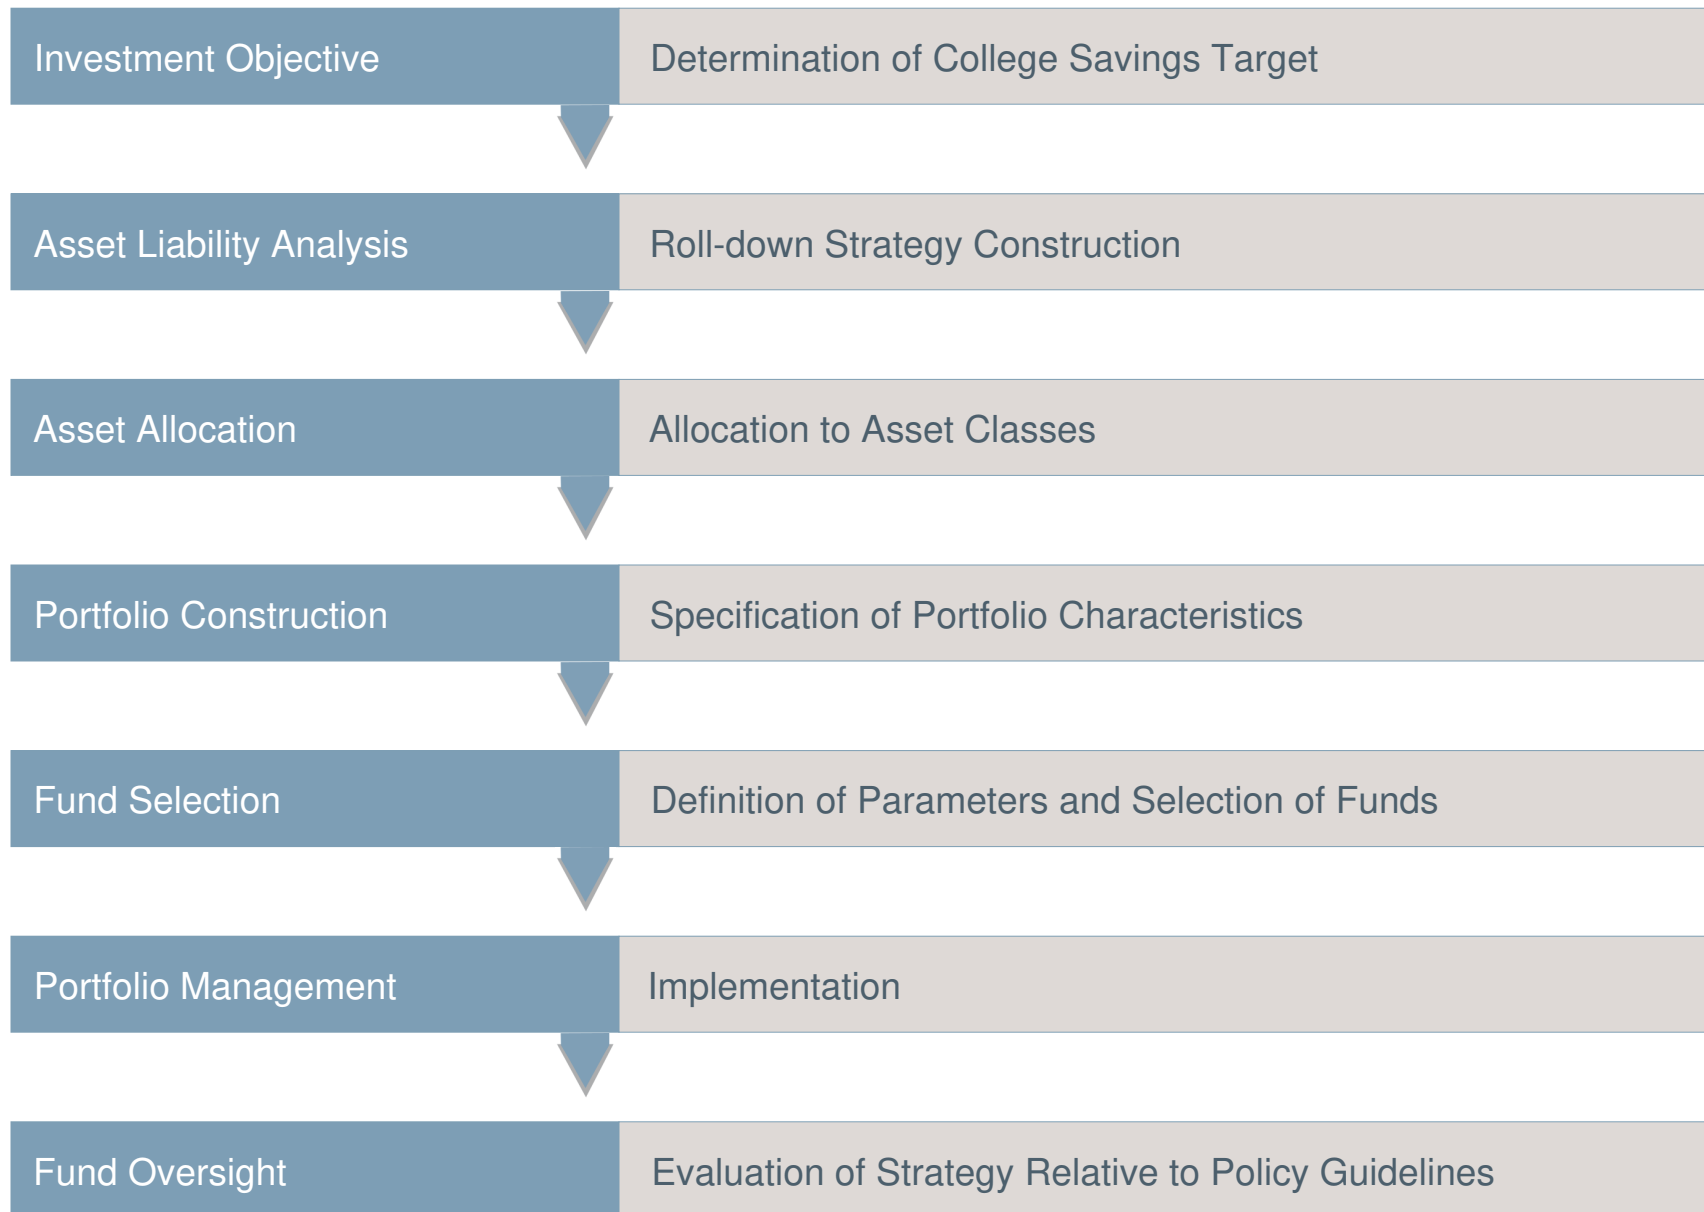 Investment Objective
Determination of College Savings Target
Asset Liability Analysis
Roll-down Strategy Construction
Asset Allocation
Allocation to Asset Classes
Portfolio Construction
Specification of Portfolio Characteristics
Fund Selection
Definition of Parameters and Selection of Funds
Portfolio Management
Implementation
Fund Oversight
Evaluation of Strategy Relative to Policy Guidelines